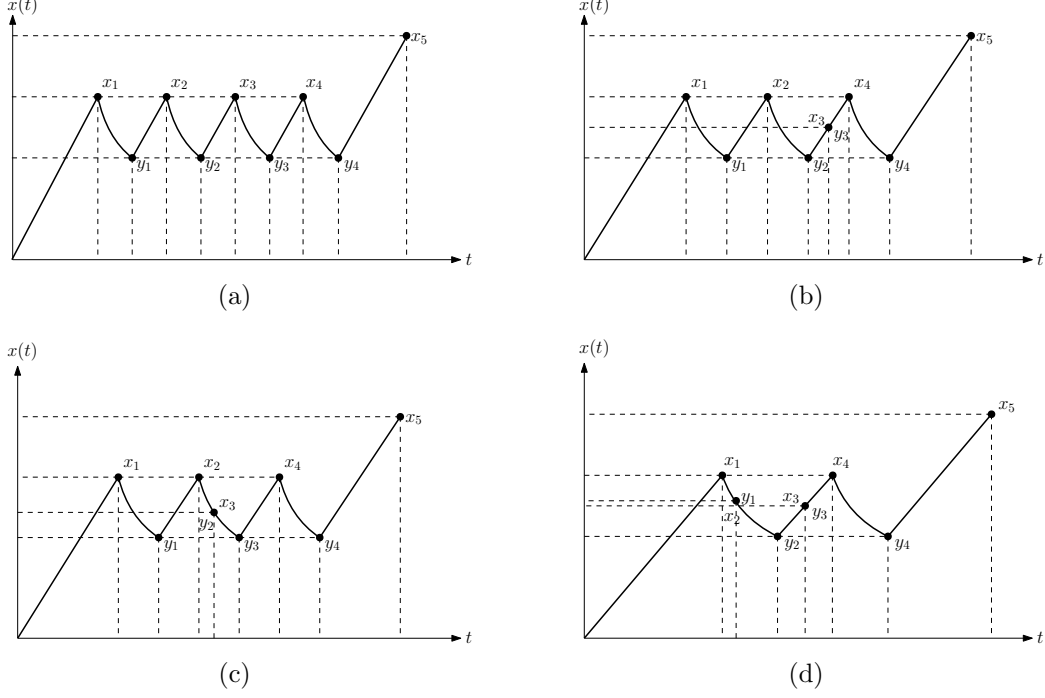 x(t)
x₁ x₂ x₃ x₄ x₅
y₁ y₂ y₃ y₄
t
(a)
x(t)
x₁ x₂ x₃ x₄ x₅
y₁ y₂ y₃ y₄
t
(b)
x(t)
x₁ x₂ x₃ x₄ x₅
y₁ y₂ y₃ y₄
t
(c)
x(t)
x₁ x₂ x₃ x₄ x₅
y₁ y₂ y₃ y₄
t
(d)